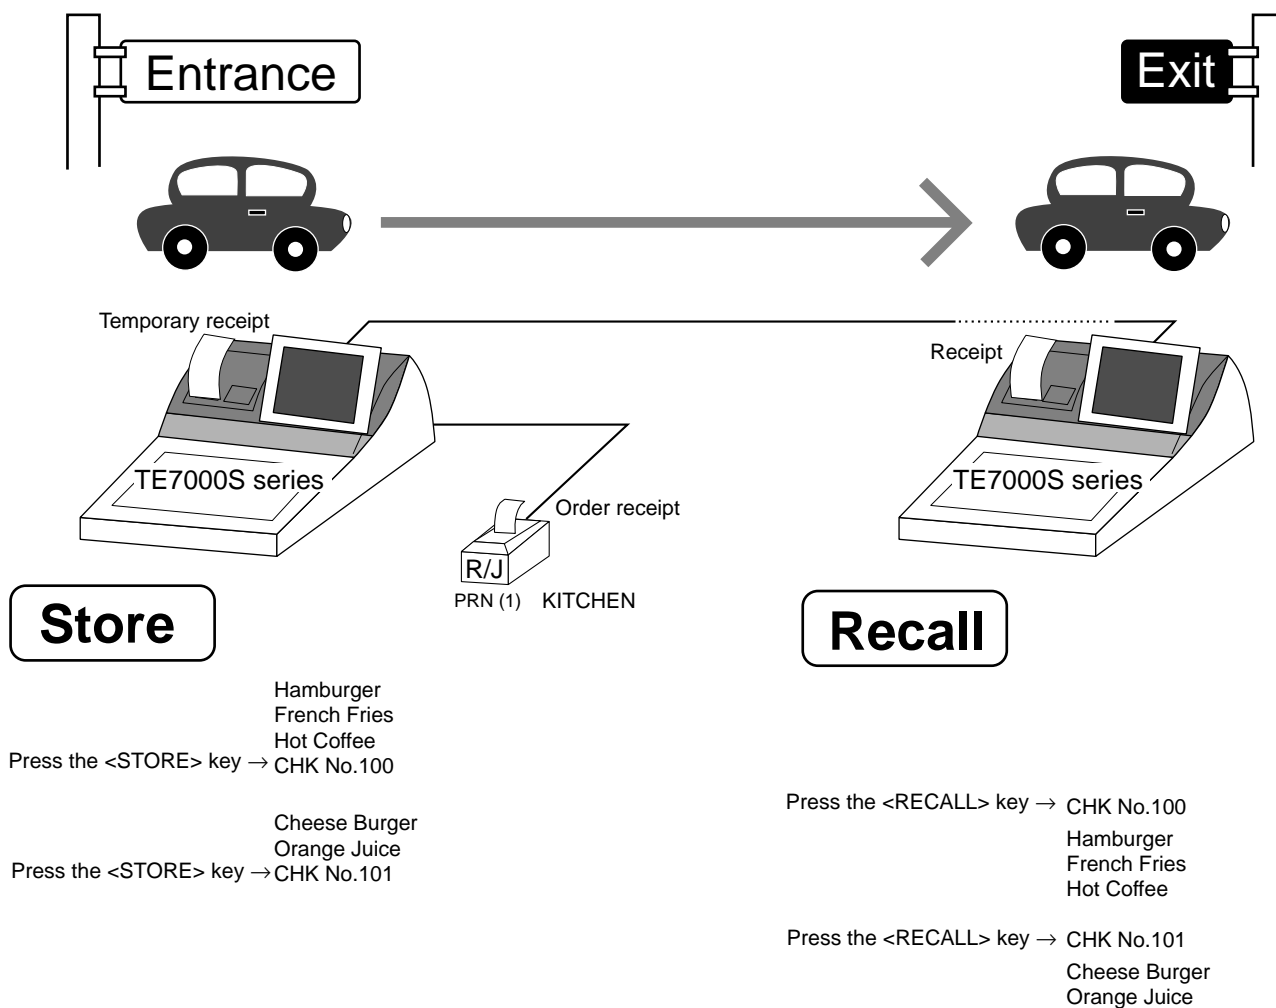 Entrance
Exit
Temporary receipt
Receipt
TE7000S series
TE7000S series
Order receipt
R/J
PRN (1) KITCHEN
Store
Recall
Hamburger
French Fries
Hot Coffee
Press the <STORE> key → CHK No.100
Cheese Burger
Orange Juice
Press the <STORE> key → CHK No.101
Press the <RECALL> key → CHK No.100
Hamburger
French Fries
Hot Coffee
Press the <RECALL> key → CHK No.101
Cheese Burger
Orange Juice